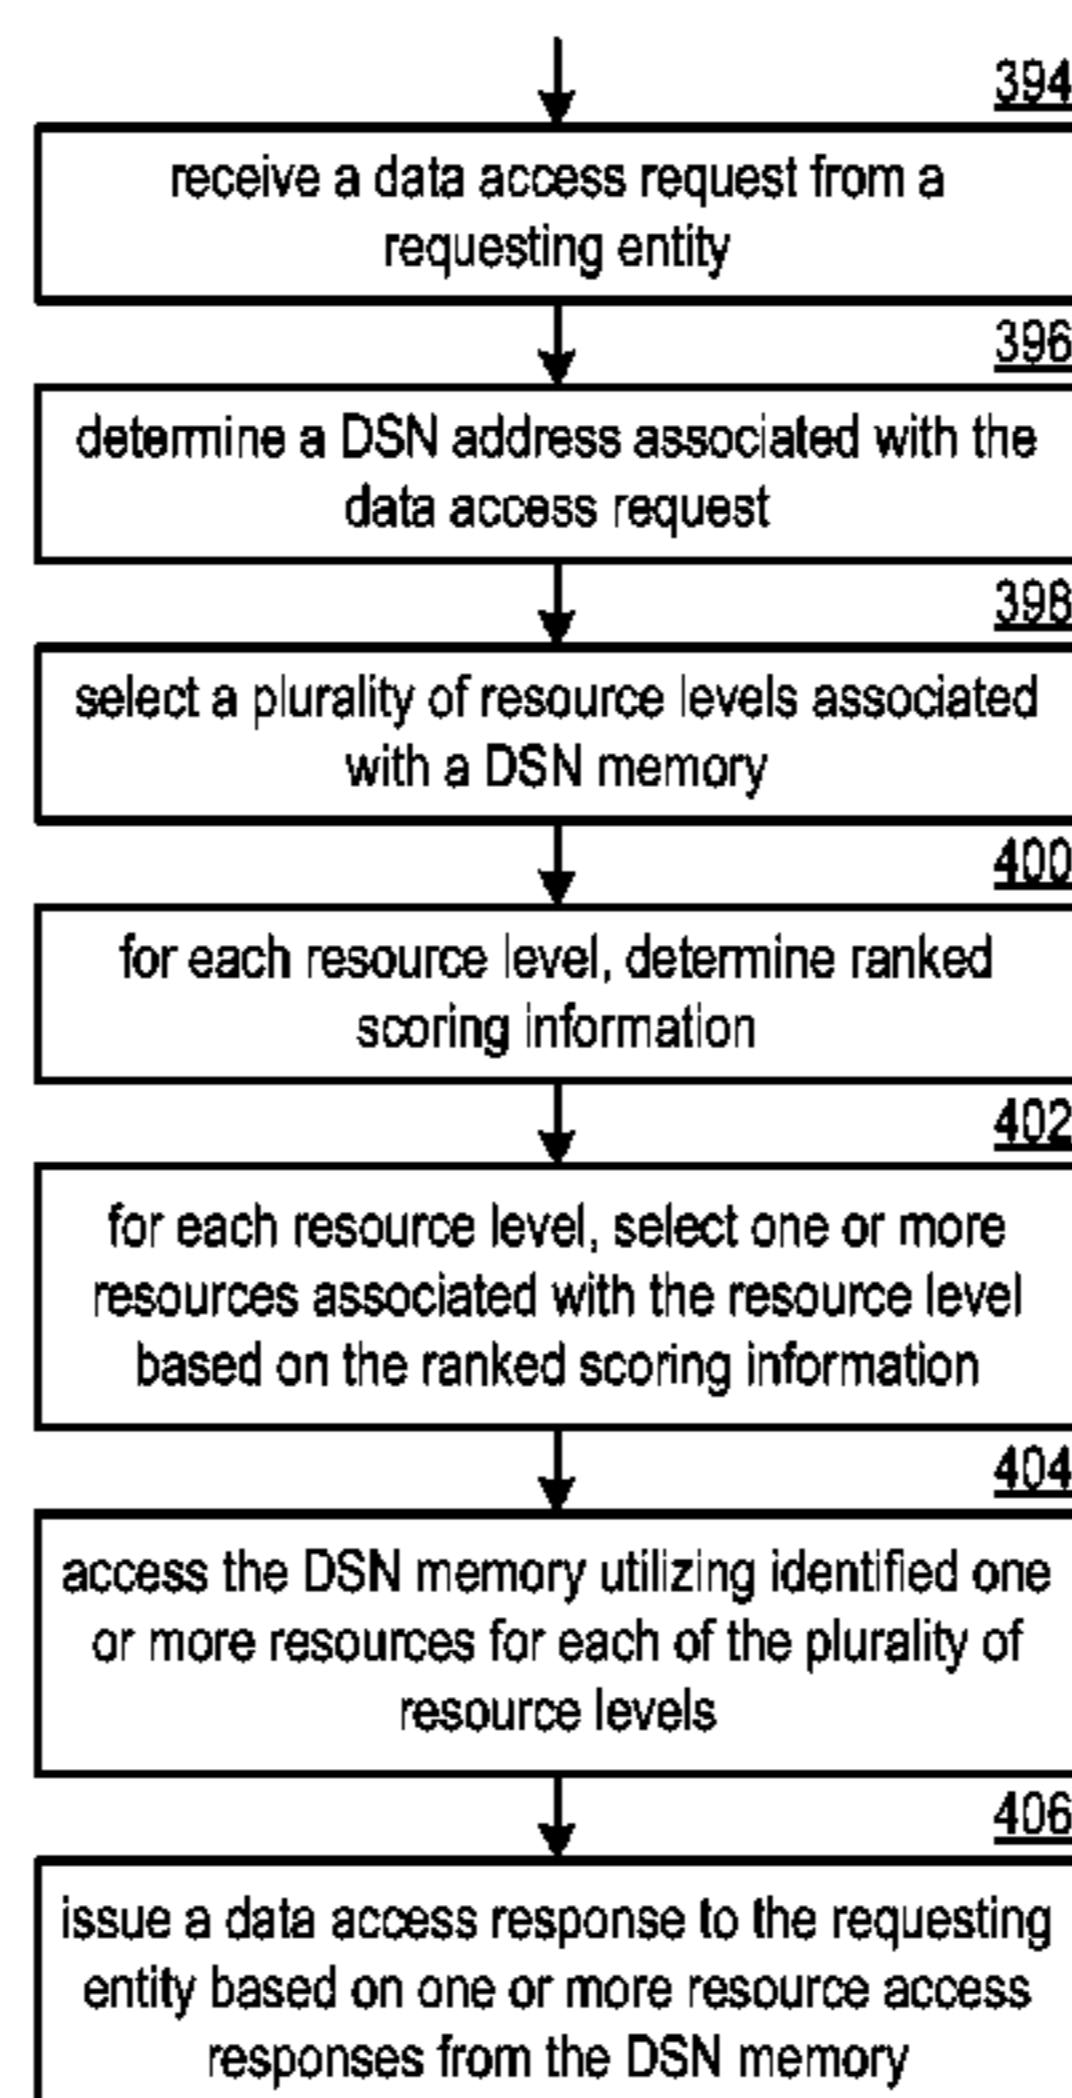 394
receive a data access request from a
requesting entity
396
determine a DSN address associated with the
data access request
398
select a plurality of resource levels associated
with a DSN memory
400
for each resource level, determine ranked
scoring information
402
for each resource level, select one or more
resources associated with the resource level
based on the ranked scoring information
404
access the DSN memory utilizing identified one
or more resources for each of the plurality of
resource levels
406
issue a data access response to the requesting
entity based on one or more resource access
responses from the DSN memory